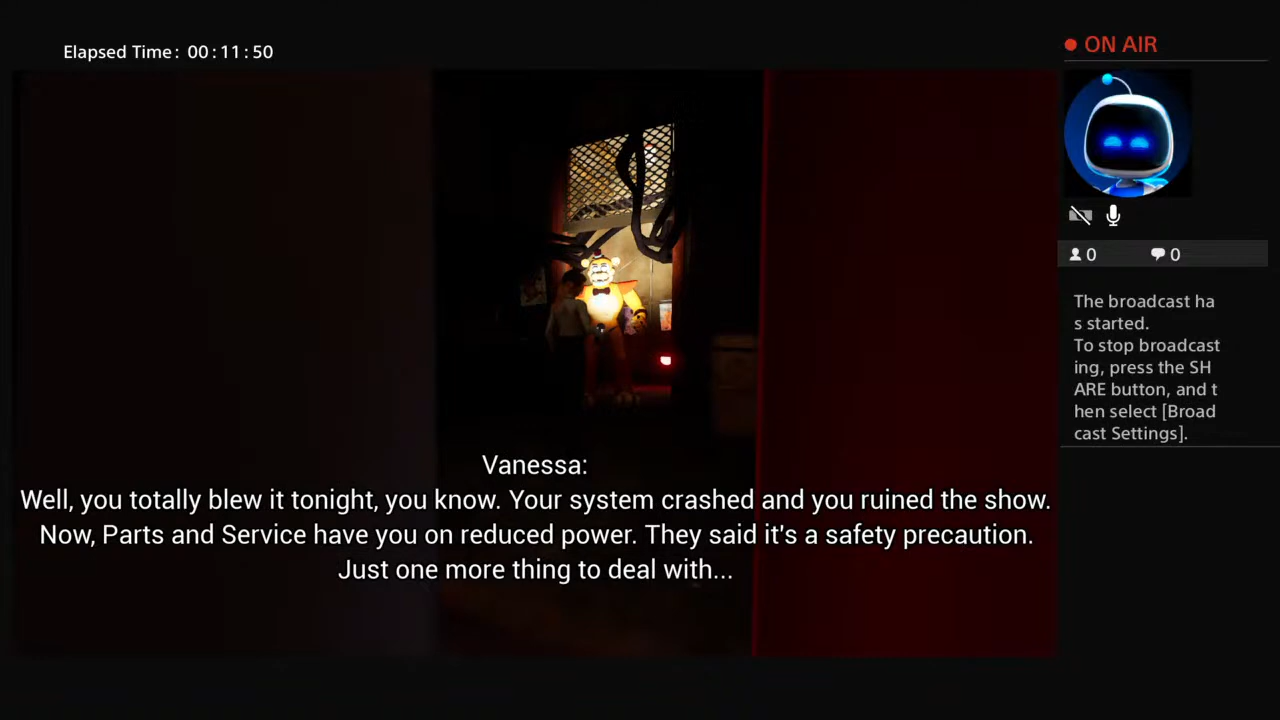 Elapsed Time: 00:11:50
ON AIR
0
0
The broadcast ha
s started.
To stop broadcast
ing, press the SH
ARE button, and t
hen select [Broad
cast Settings].
Vanessa:
Well, you totally blew it tonight, you know. Your system crashed and you ruined the show.
Now, Parts and Service have you on reduced power. They said it's a safety precaution.
Just one more thing to deal with...